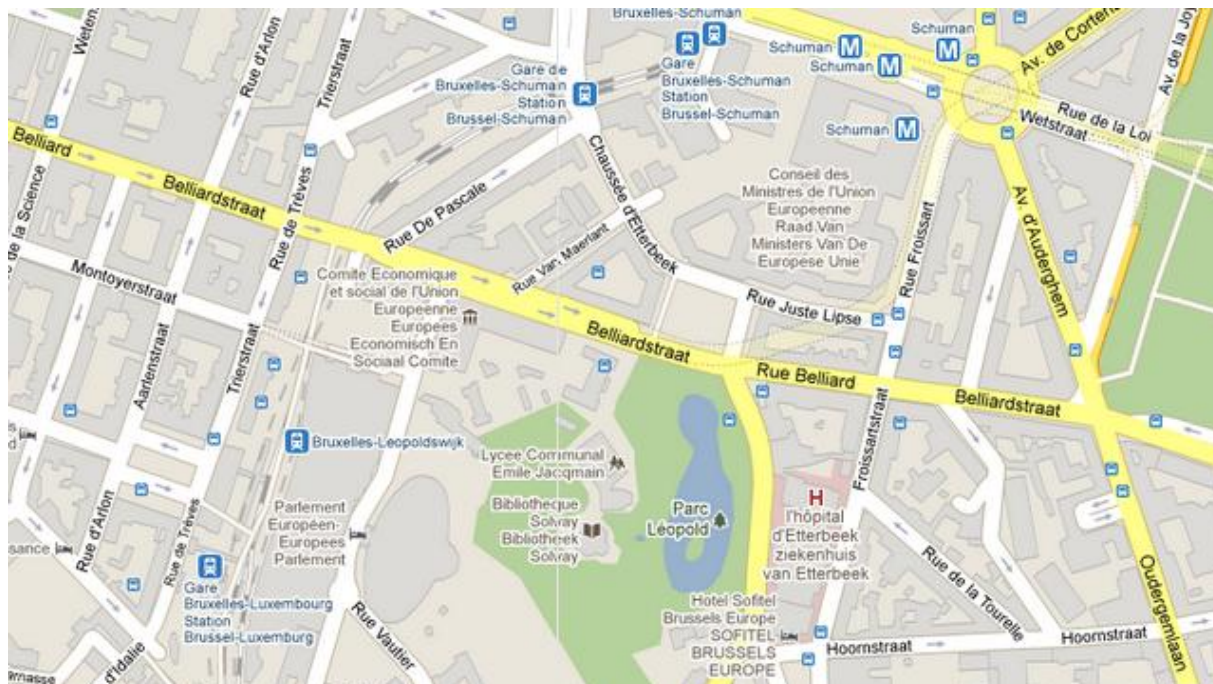 Bruxelles-Schuman
Schuman
M
Schuman
M
Schuman
M
Av. de Corten
Av. de la Joy
Weten
Rue d'Arlon
Trierstraat
Gare de
Bruxelles-Schuman
Station
Brussel-Schuman
Gare
Bruxelles-Schuman
Station
Brussel-Schuman
Schuman
M
Rue de la Loi
Wetstraat
Belliard
Belliardstraat
Rue de Trèves
Rue De Pascale
Chaussée d'Etterbeek
Rue Van Maerlant
Conseil des
Ministres de l'Union
Europeenne
Raad Van
Ministers Van De
Europese Unie
Rue Froissart
Av. d'Auderghem
e de la Science
Montoyerstraat
Comite Economique
et social de l'Union
Europeenne
Europees
Economisch En
Sociaal Comite
Rue Juste Lipse
Belliardstraat
Rue Belliard
Belliardstraat
Aarlenstraat
Trierstraat
Froissartstraat
s
d
Bruxelles-Leopoldswijk
Lycee Communal
Emile Jacqmain
Parlement
Européen-
Europees
Parlement
Bibliotheque
Solvay
Bibliotheek
Solvay
Parc
Léopold
H
l'hôpital
d'Etterbeek
ziekenhuis
van Etterbeek
Rue d'Arlon
Rue de Trèves
ssance
Gare
Bruxelles-Luxembourg
Station
Brussel-Luxemburg
Rue Vautier
Hotel Sofitel
Brussels Europe
SOFITEL
BRUSSELS
EUROPE
Rue de la Tourelle
Hoornstraat
Hoornstraat
Oudergemlaan
d'Idalie
ernasse